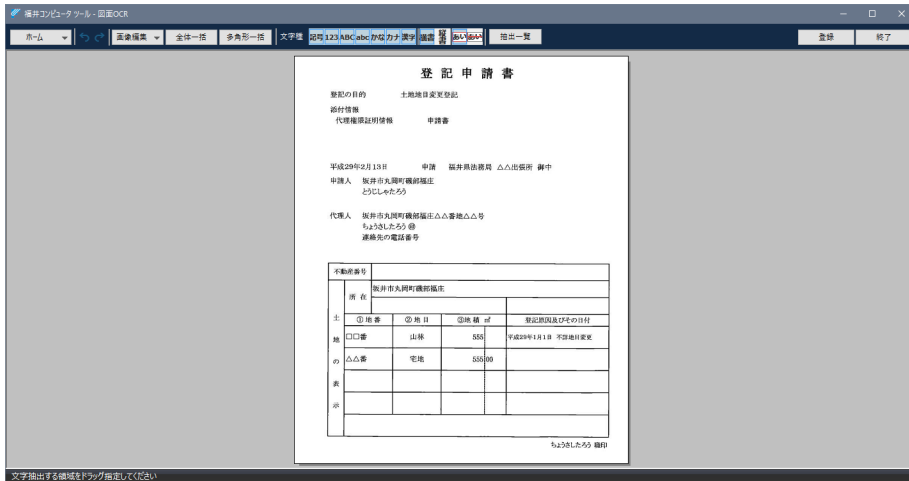 福井コンピュータ ツール - 図面OCR
ホーム 画像編集 全体一括 多角形一括 文字種 記号 123 ABC abc かな カナ 漢字 横書 縦書 あい あい 抽出一覧 登録 終了
登記申請書
登記の目的 土地地目変更登記
添付情報
代理権限証明情報 申請書
平成29年2月13日 申請 福井県法務局 △△出張所 御中
申請人 坂井市丸岡町磯部福庄
とうじしゃたろう
代理人 坂井市丸岡町磯部福庄△△番地△△号
ちょうさしたろう ㊞
連絡先の電話番号
不動産番号
土地の表示
所在 坂井市丸岡町磯部福庄
①地番 ②地目 ③地積 ㎡ 登記原因及びその日付
□□番 山林 555 平成29年1月1日 不詳地目変更
△△番 宅地 555 00
ちょうさしたろう 職印
文字抽出する領域をドラッグ指定してください